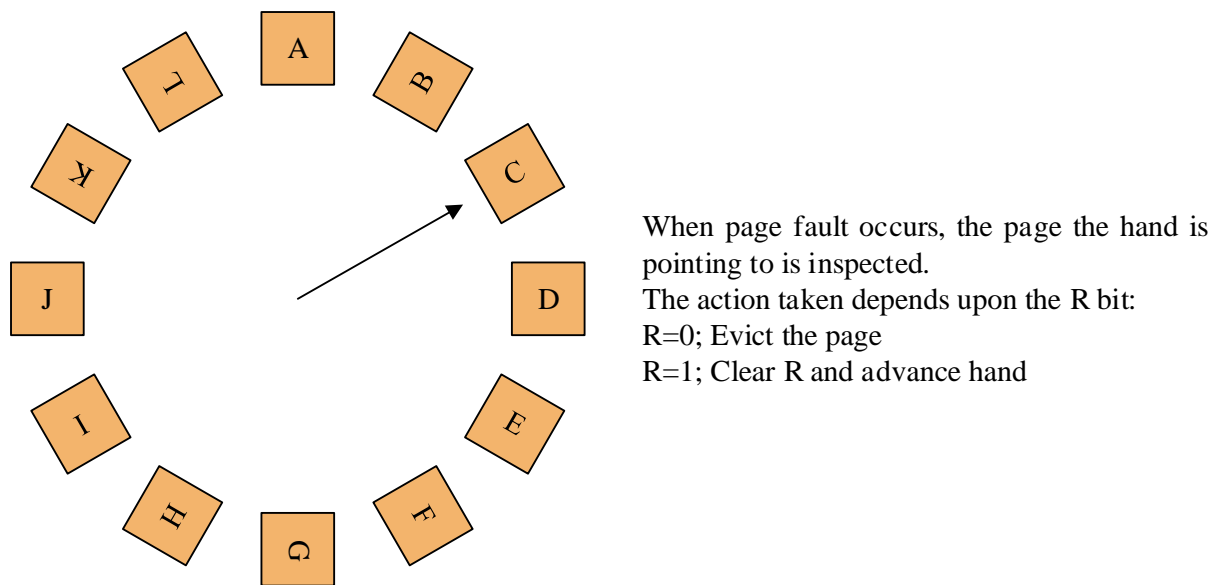 A
B
C
D
E
F
G
H
I
J
K
L
When page fault occurs, the page the hand is
pointing to is inspected.
The action taken depends upon the R bit:
R=0; Evict the page
R=1; Clear R and advance hand